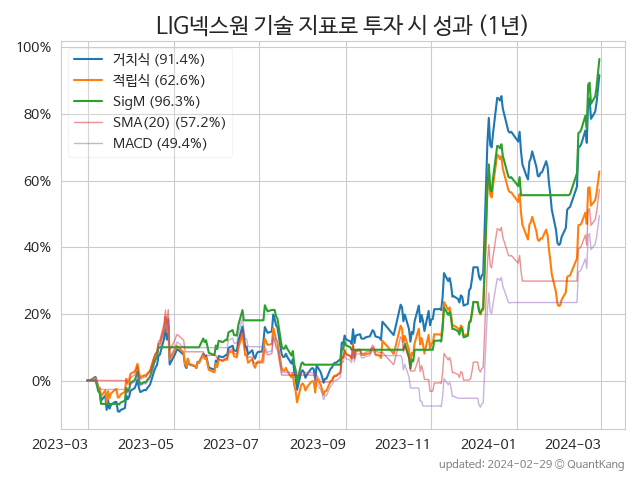 LIG넥스원 기술 지표로 투자 시 성과 (1년)
100%
80%
60%
40%
20%
0%
거치식 (91.4%)
적립식 (62.6%)
SigM (96.3%)
SMA(20) (57.2%)
MACD (49.4%)
2023-03 2023-05 2023-07 2023-09 2023-11 2024-01 2024-03
updated: 2024-02-29 © QuantKang